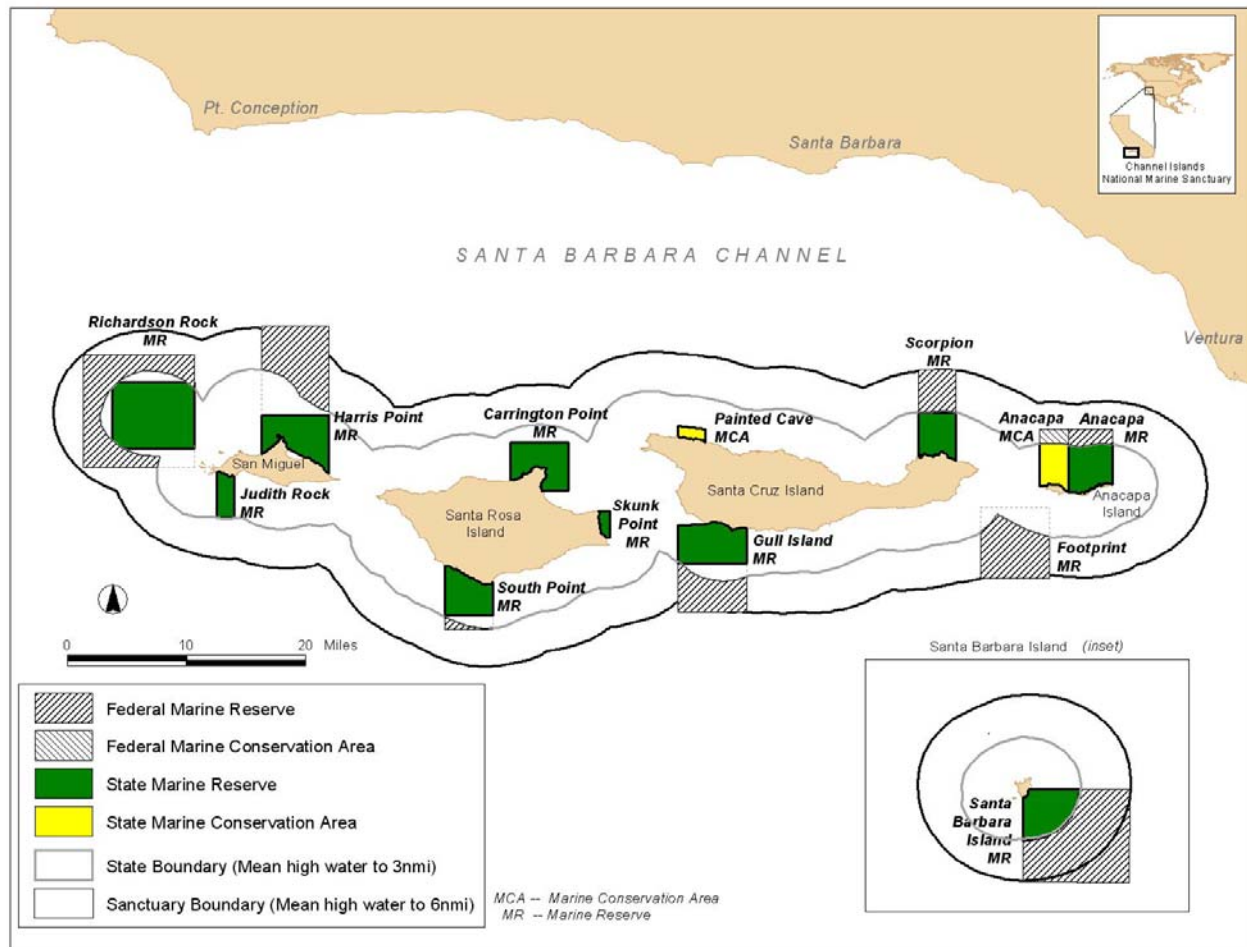 Pt. Conception
Santa Barbara
Channel Islands
National Marine Sanctuary
SANTA BARBARA CHANNEL
Ventura
Richardson Rock
MR
Harris Point
MR
San Miguel
Judith Rock
MR
Carrington Point
MR
Santa Rosa
Island
Skunk
Point
MR
South Point
MR
Painted Cave
MCA
Santa Cruz Island
Gull Island
MR
Scorpion
MR
Anacapa
MCA
Anacapa
MR
Anacapa
Island
Footprint
MR
0 10 20 Miles
Santa Barbara Island (inset)
Santa
Barbara
Island
MR
Federal Marine Reserve
Federal Marine Conservation Area
State Marine Reserve
State Marine Conservation Area
State Boundary (Mean high water to 3nmi)
Sanctuary Boundary (Mean high water to 6nmi)
MCA -- Marine Conservation Area
MR -- Marine Reserve